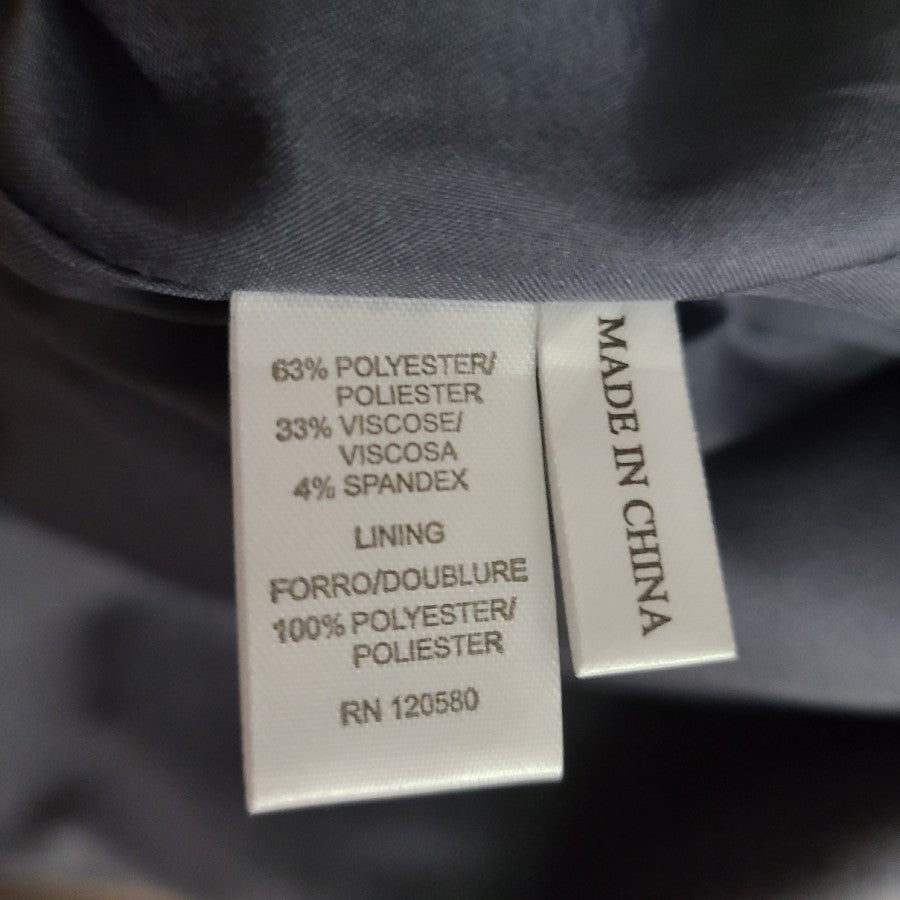 63% POLYESTER/
POLIESTER
33% VISCOSE/
VISCOSA
4% SPANDEX
LINING
FORRO/DOUBLURE
100% POLYESTER/
POLIESTER
RN 120580
MADE IN CHINA